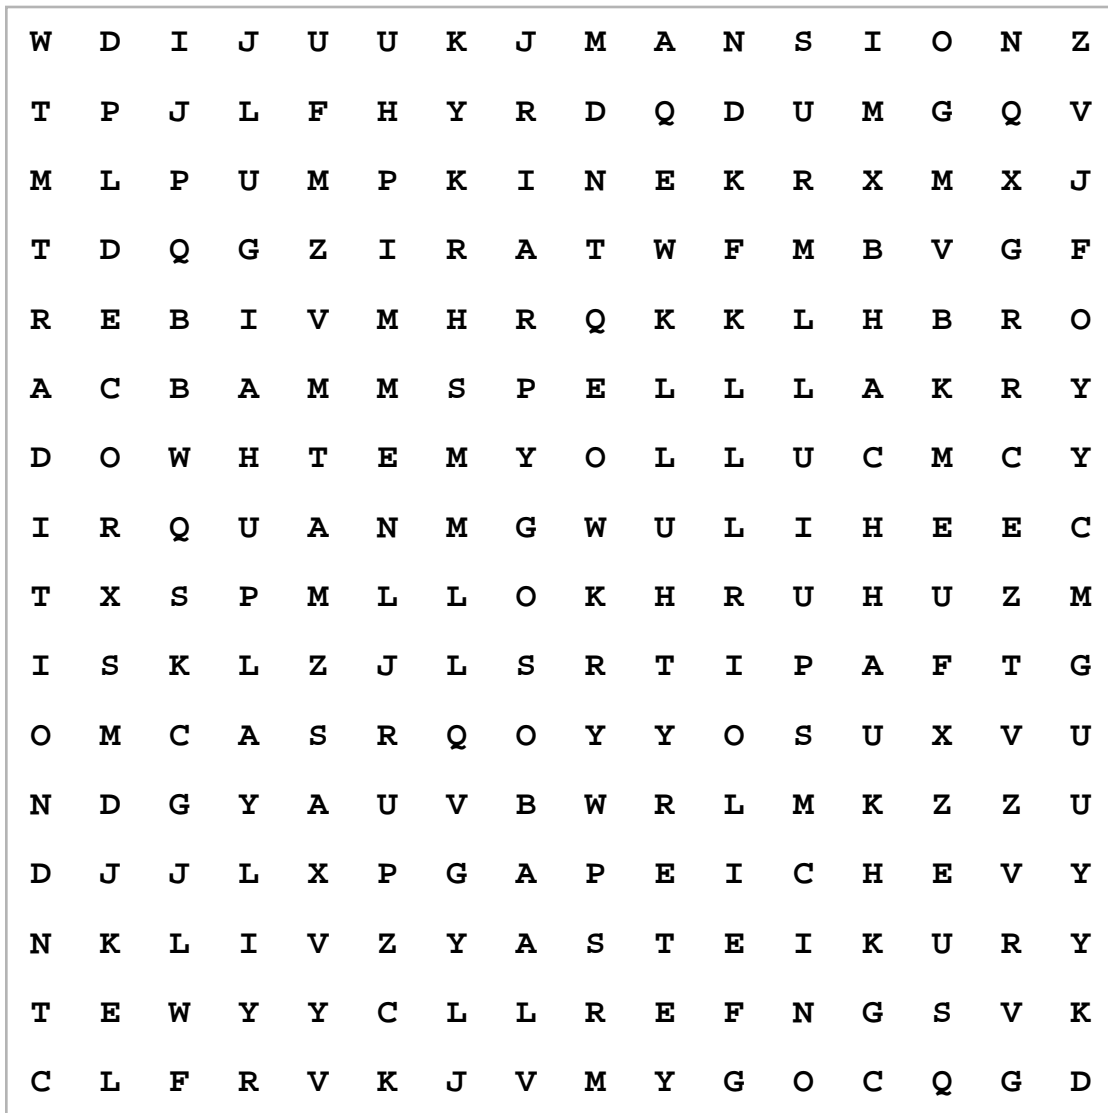 W D I J U U K J M A N S I O N Z
T P J L F H Y R D Q D U M G Q V
M L P U M P K I N E K R X M X J
T D Q G Z I R A T W F M B V G F
R E B I V M H R Q K K L H B R O
A C B A M M S P E L L L A K R Y
D O W H T E M Y O L L U C M C Y
I R Q U A N M G W U L I H E E C
T X S P M L L O K H R U H U Z M
I S K L Z J L S R T I P A F T G
O M C A S R Q O Y Y O S U X V U
N D G Y A U V B W R L M K Z Z U
D J J L X P G A P E I C H E V Y
N K L I V Z Y A S T E I K U R Y
T E W Y Y C L L R E F N G S V K
C L F R V K J V M Y G O C Q G D